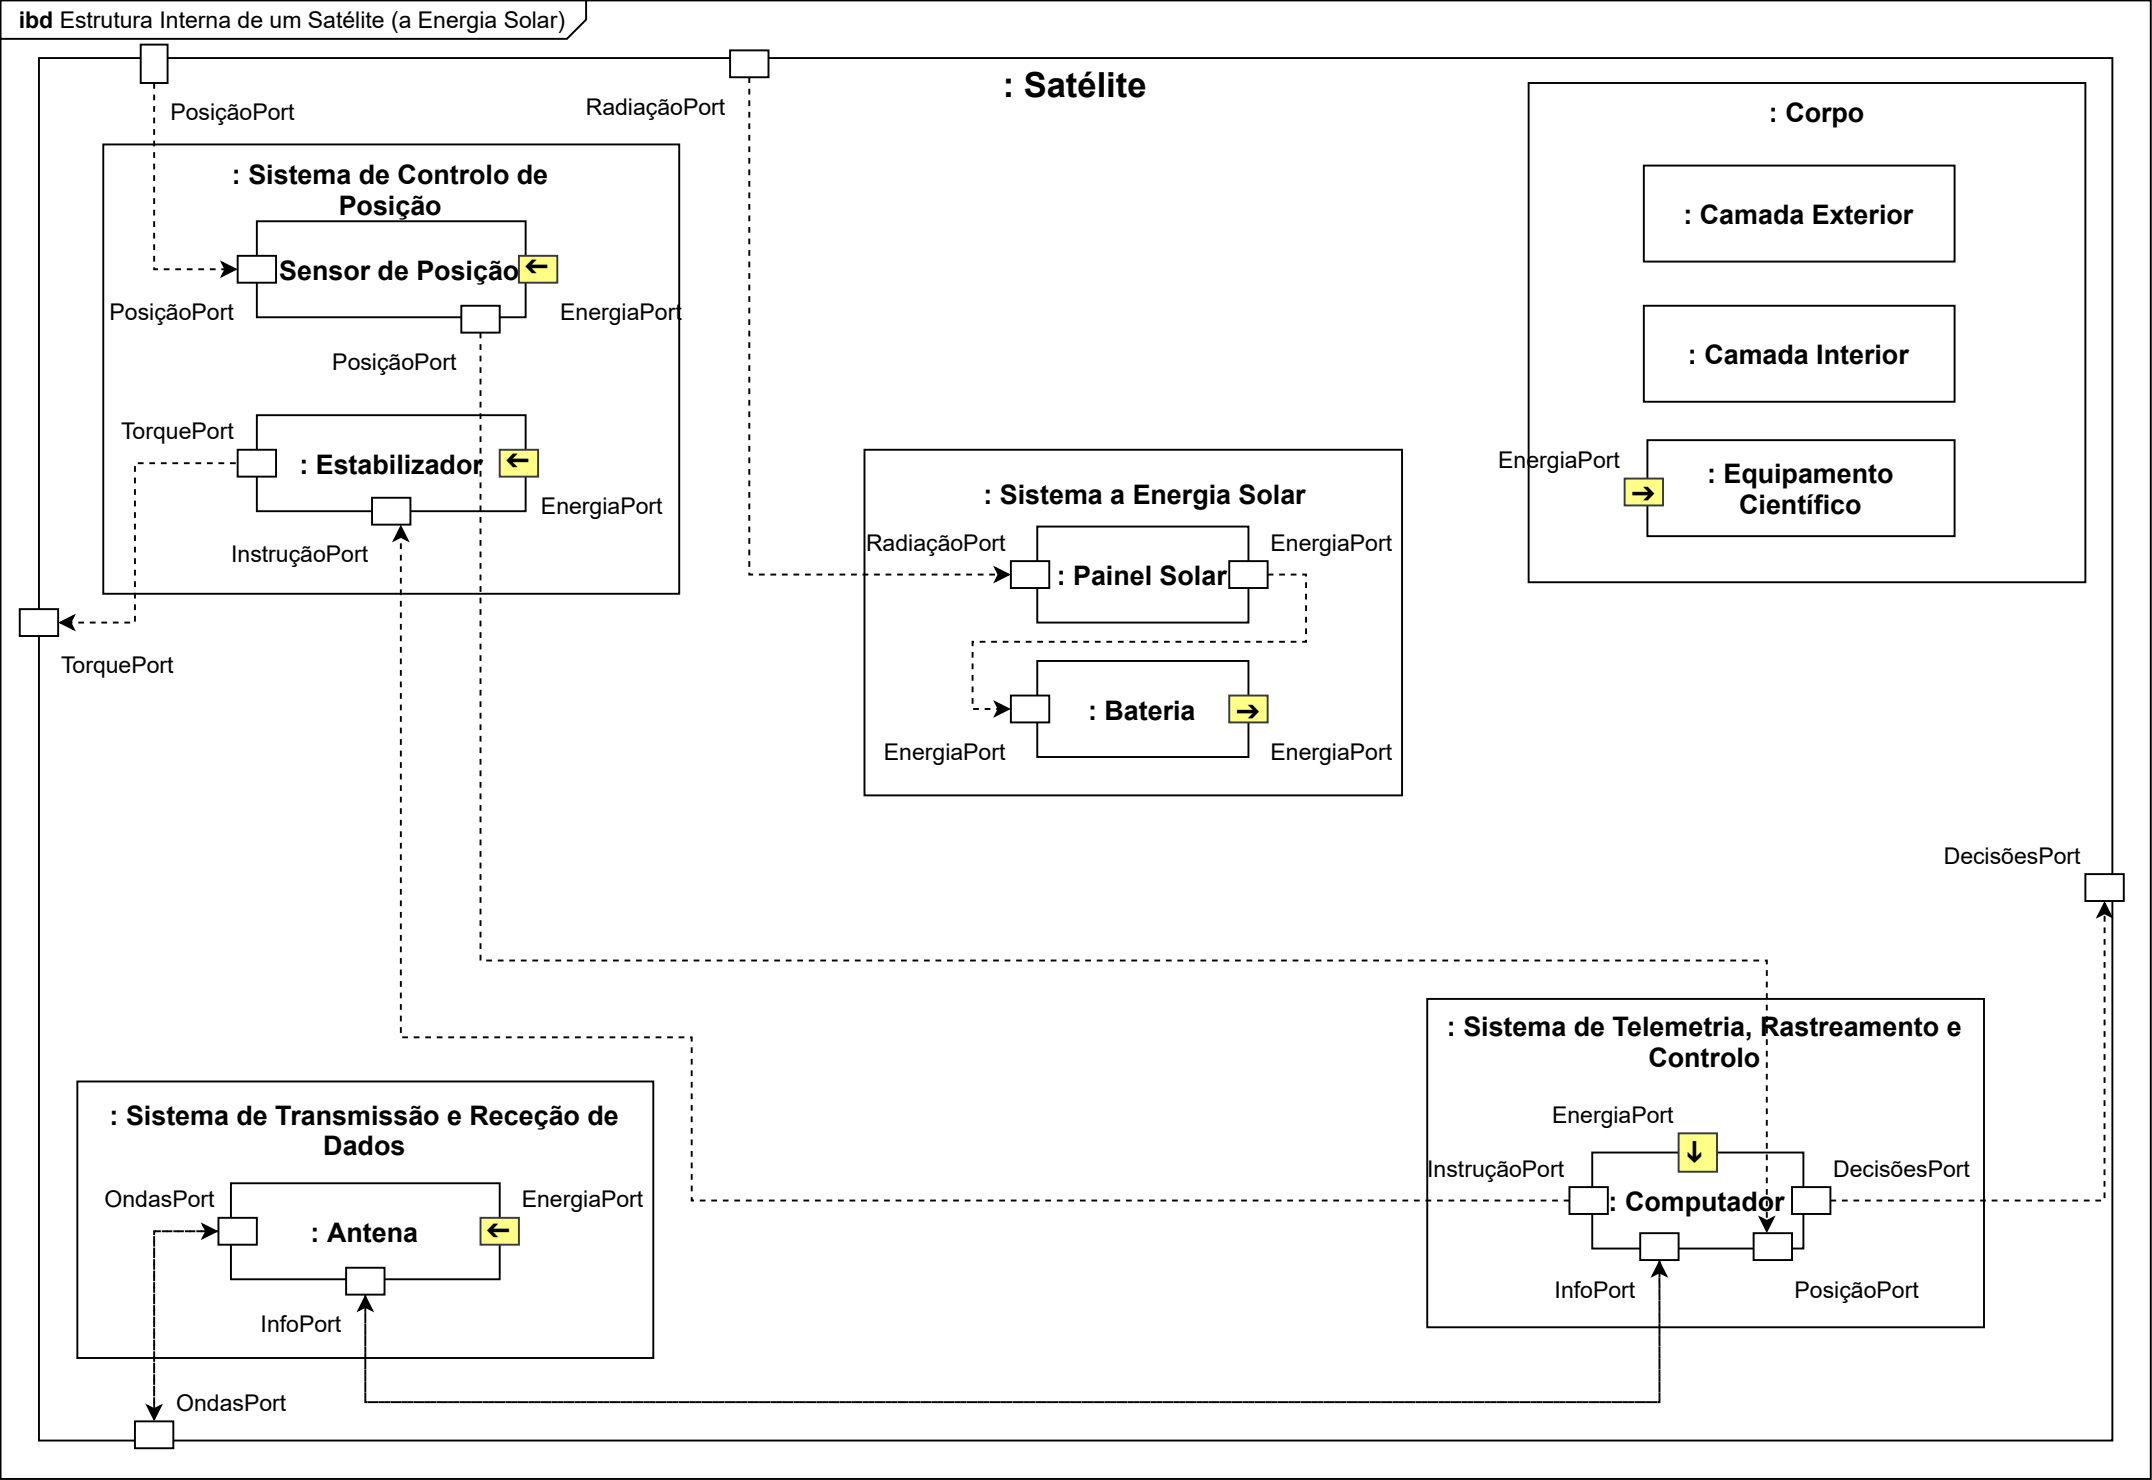 ibd Estrutura Interna de um Satélite (a Energia Solar)
: Satélite
PosiçãoPort
RadiaçãoPort
: Corpo
: Camada Exterior
: Camada Interior
EnergiaPort
: Equipamento
Científico
: Sistema de Controlo de
Posição
Sensor de Posição
PosiçãoPort
EnergiaPort
PosiçãoPort
TorquePort
: Estabilizador
EnergiaPort
InstruçãoPort
TorquePort
: Sistema a Energia Solar
RadiaçãoPort
EnergiaPort
: Painel Solar
: Bateria
EnergiaPort
EnergiaPort
DecisõesPort
: Sistema de Telemetria, Rastreamento e
Controlo
EnergiaPort
InstruçãoPort
DecisõesPort
: Computador
InfoPort
PosiçãoPort
: Sistema de Transmissão e Receção de
Dados
OndasPort
EnergiaPort
: Antena
InfoPort
OndasPort